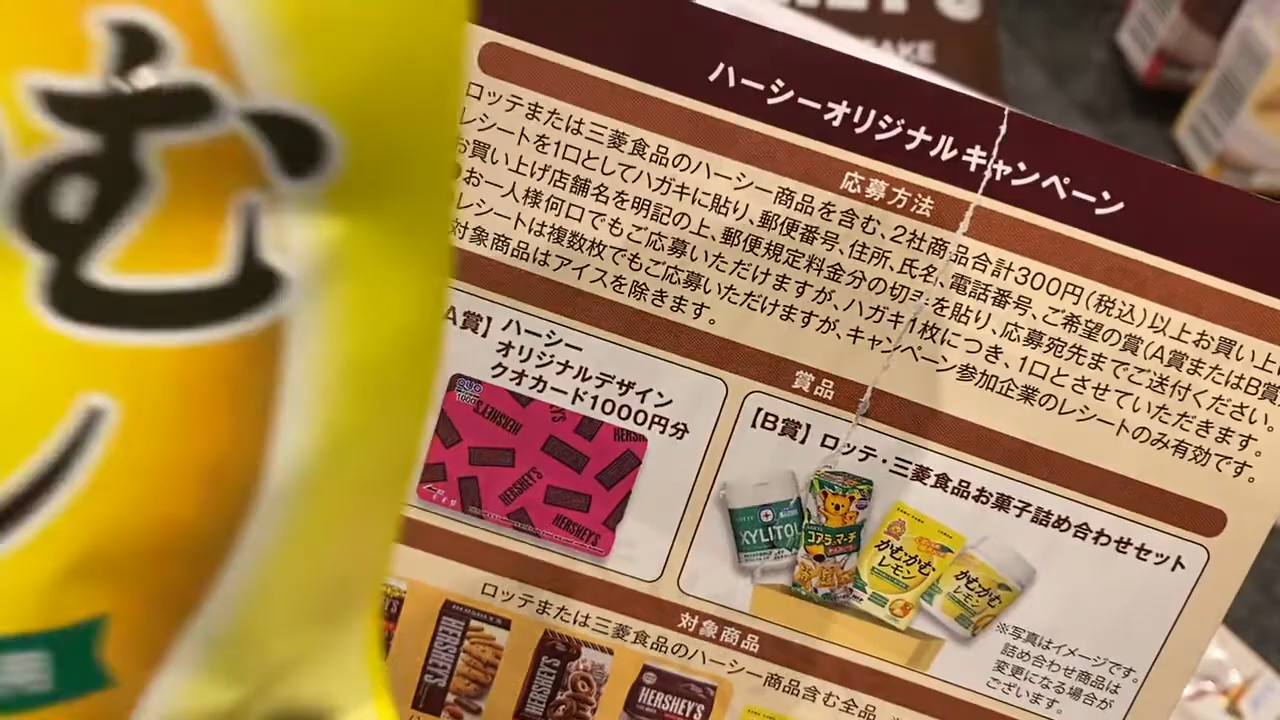 ハーシーオリジナルキャンペーン
応募方法
ロッテまたは三菱食品のハーシー商品を含む、2社商品合計300円(税込)以上お買い上
レシートを1口としてハガキに貼り、郵便番号、住所、氏名、電話番号、ご希望の賞(A賞またはB賞
お買い上げ店舗名を明記の上、郵便規定料金分の切手を貼り、応募宛先までご送付ください。
お一人様何口でもご応募いただけますが、ハガキ1枚につき、1口とさせていただきます。
レシートは複数枚でもご応募いただけますが、キャンペーン参加企業のレシートのみ有効です。
対象商品はアイスを除きます。
賞品
A賞】ハーシー
オリジナルデザイン
クオカード1000円分
QUO
1000
HERSHEY'S
HERSHEY'S
HERSHEY'S
【B賞】ロッテ・三菱食品お菓子詰め合わせセット
XYLITOL
コアラのマーチ
かむかむ
レモン
かむかむ
レモン
※写真はイメージです。
詰め合わせ商品は
変更になる場合が
ございます。
対象商品
ロッテまたは三菱食品のハーシー商品含む全品
HERSHEY'S
HERSHEY'S
HERSHEY'S
む